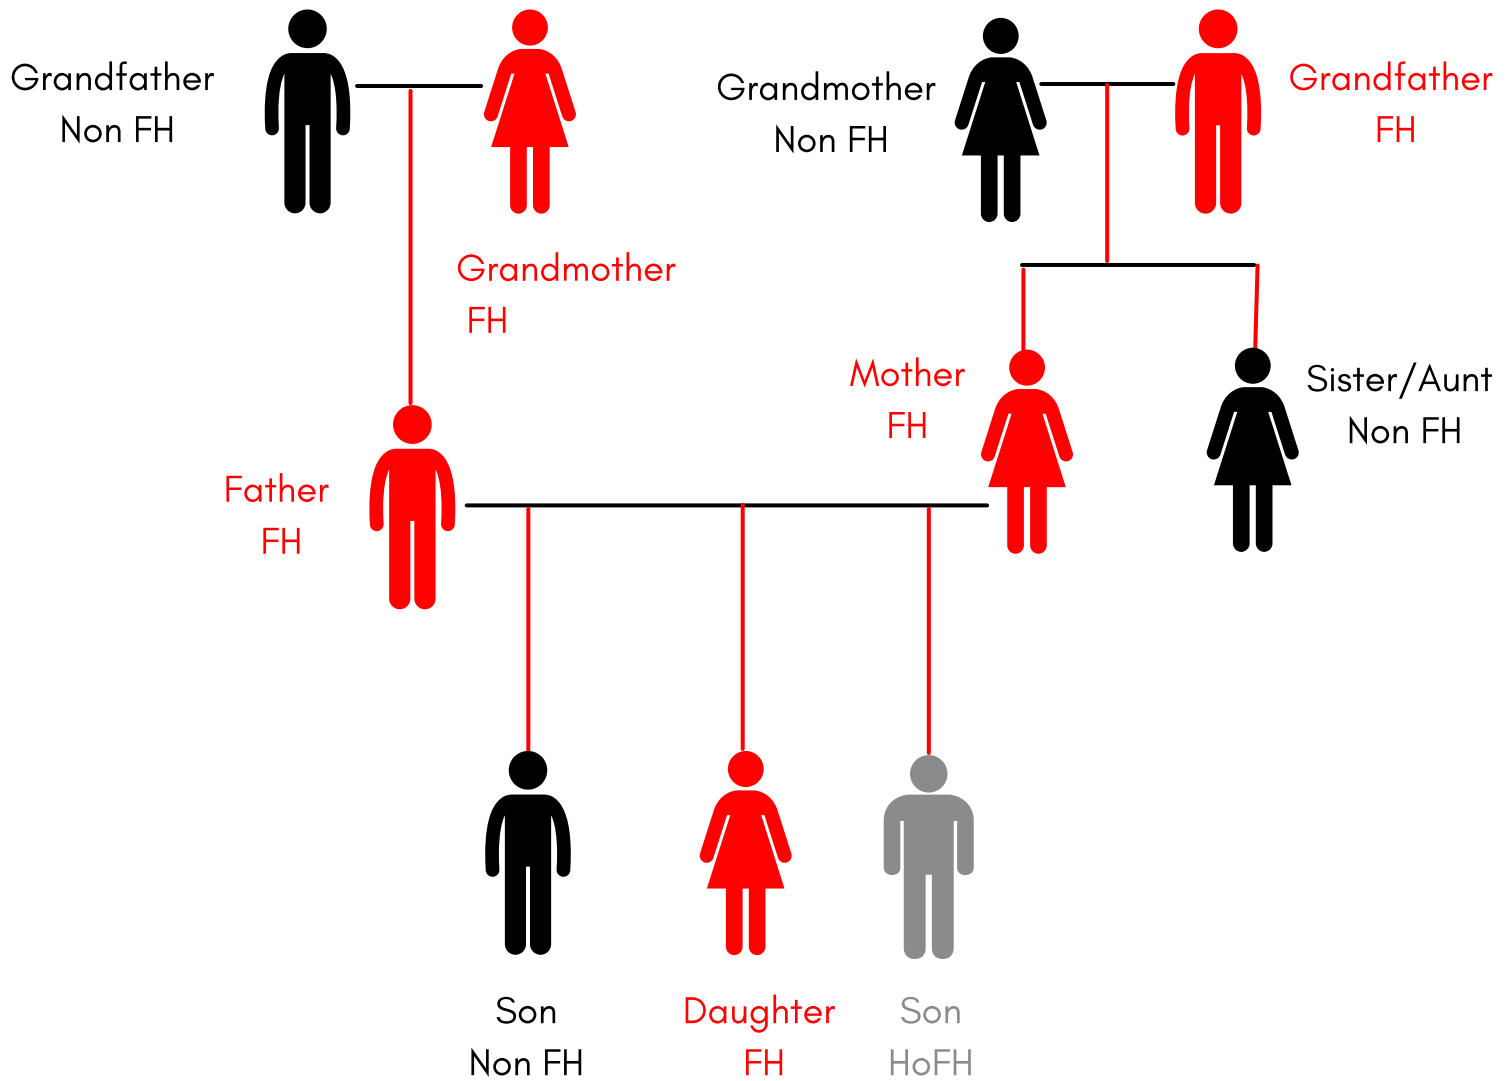 Grandfather
Non FH
Grandmother
FH
Grandmother
Non FH
Grandfather
FH
Mother
FH
Sister/Aunt
Non FH
Father
FH
Son
Non FH
Daughter
FH
Son
HoFH